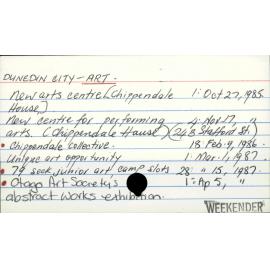 DUNEDIN CITY - ART.
New arts centre [Chippendale 1: Oct 27, 1985
House]
New centre for performing 4: Nov 17, "
arts. (Chippendale House) (24B Stafford St.)
• Chippendale collective. 18 Feb. 9, 1986.
Unique art opportunity 1: Mar. 1, 1987.
• 79 seek junior art camp slots 28: " 15, 1987.
• Otago Art Society's 1: Ap 5, "
abstract works exhibition.
WEEKENDER